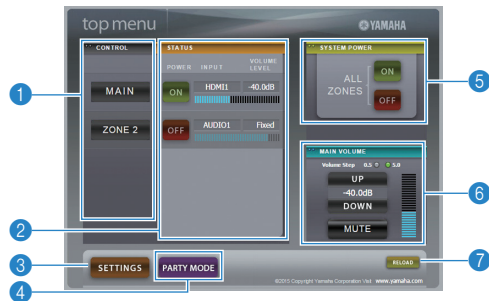 top menu
YAMAHA
CONTROL
STATUS
SYSTEM POWER
POWER INPUT VOLUME LEVEL
MAIN
ON HDMI1 -40.0dB
ZONE 2
OFF AUDIO1 Fixed
ALL ZONES
ON
OFF
MAIN VOLUME
Volume Step 0.5 5.0
UP
-40.0dB
DOWN
MUTE
SETTINGS
PARTY MODE
RELOAD
©2015 Copyright Yamaha Corporation Visit www.yamaha.com
1
2
3
4
5
6
7